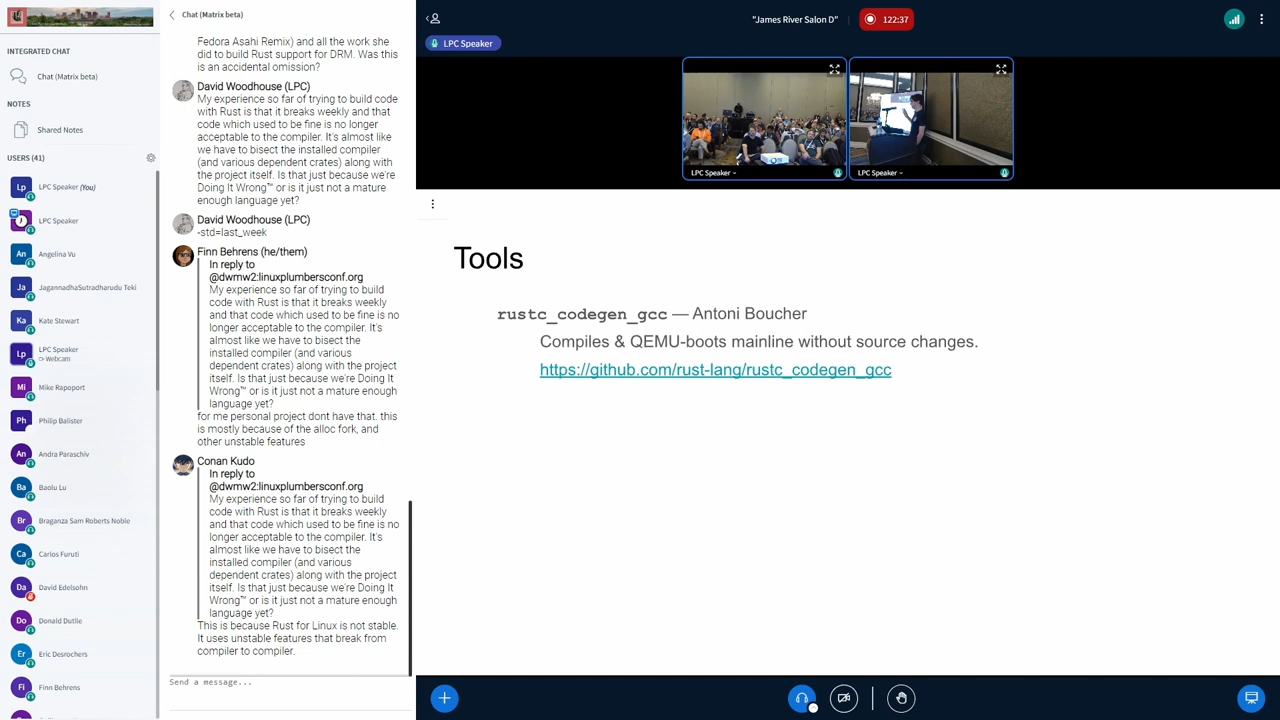 INTEGRATED CHAT
Chat (Matrix beta)
NOTES
Shared Notes
USERS (41)
Lp LPC Speaker (You)
LPC Speaker
An Angelina Vu
Ja JagannadhaSutradharudu Teki
Ka Kate Stewart
Lp LPC Speaker
Webcam
Mi Mike Rapoport
Ph Philip Balister
An Andra Paraschiv
Ba Baolu Lu
Br Braganza Sam Roberts Noble
Ca Carlos Furuti
Da David Edelsohn
Do Donald Dutile
Er Eric Desrochers
Fi Finn Behrens
Chat (Matrix beta)
Fedora Asahi Remix) and all the work she
did to build Rust support for DRM. Was this
is an accidental omission?
David Woodhouse (LPC)
My experience so far of trying to build code
with Rust is that it breaks weekly and that
code which used to be fine is no longer
acceptable to the compiler. It's almost like
we have to bisect the installed compiler
(and various dependent crates) along with
the project itself. Is that just because we're
Doing It Wrong™ or is it just not a mature
enough language yet?
David Woodhouse (LPC)
-std=last_week
Finn Behrens (he/them)
In reply to
@dwmw2:linuxplumbersconf.org
My experience so far of trying to build
code with Rust is that it breaks weekly
and that code which used to be fine is no
longer acceptable to the compiler. It's
almost like we have to bisect the
installed compiler (and various
dependent crates) along with the project
itself. Is that just because we're Doing It
Wrong™ or is it just not a mature enough
language yet?
for me personal project dont have that. this
is mostly because of the alloc fork, and
other unstable features
Conan Kudo
In reply to
@dwmw2:linuxplumbersconf.org
My experience so far of trying to build
code with Rust is that it breaks weekly
and that code which used to be fine is no
longer acceptable to the compiler. It's
almost like we have to bisect the
installed compiler (and various
dependent crates) along with the project
itself. Is that just because we're Doing It
Wrong™ or is it just not a mature enough
language yet?
This is because Rust for Linux is not stable.
It uses unstable features that break from
compiler to compiler.
Send a message...
"James River Salon D"
122:37
LPC Speaker
LPC Speaker
LPC Speaker
Tools
rustc_codegen_gcc — Antoni Boucher
Compiles & QEMU-boots mainline without source changes.
https://github.com/rust-lang/rustc_codegen_gcc